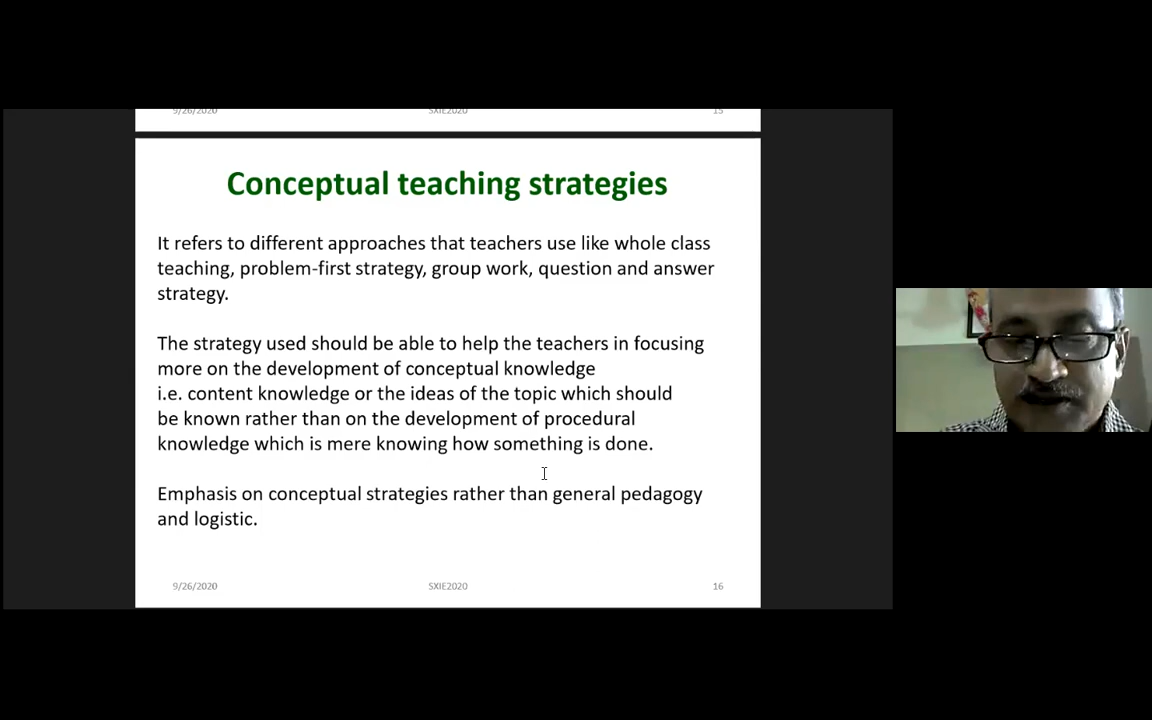 9/26/2020 SXIE2020 15
Conceptual teaching strategies
It refers to different approaches that teachers use like whole class
teaching, problem-first strategy, group work, question and answer
strategy.
The strategy used should be able to help the teachers in focusing
more on the development of conceptual knowledge
i.e. content knowledge or the ideas of the topic which should
be known rather than on the development of procedural
knowledge which is mere knowing how something is done.
Emphasis on conceptual strategies rather than general pedagogy
and logistic.
9/26/2020 SXIE2020 16